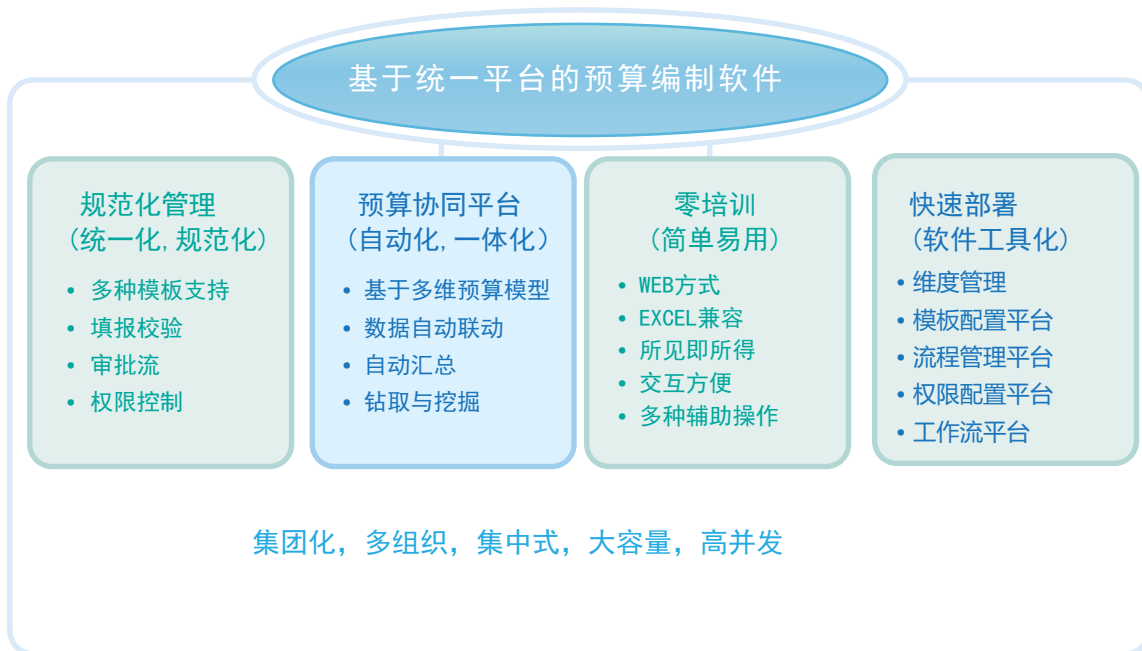 基于统一平台的预算编制软件
规范化管理
（统一化,规范化）
• 多种模板支持
• 填报校验
• 审批流
• 权限控制
预算协同平台
（自动化,一体化）
• 基于多维预算模型
• 数据自动联动
• 自动汇总
• 钻取与挖掘
零培训
（简单易用）
• WEB方式
• EXCEL兼容
• 所见即所得
• 交互方便
• 多种辅助操作
快速部署
（软件工具化）
• 维度管理
• 模板配置平台
• 流程管理平台
• 权限配置平台
• 工作流平台
集团化，多组织，集中式，大容量，高并发